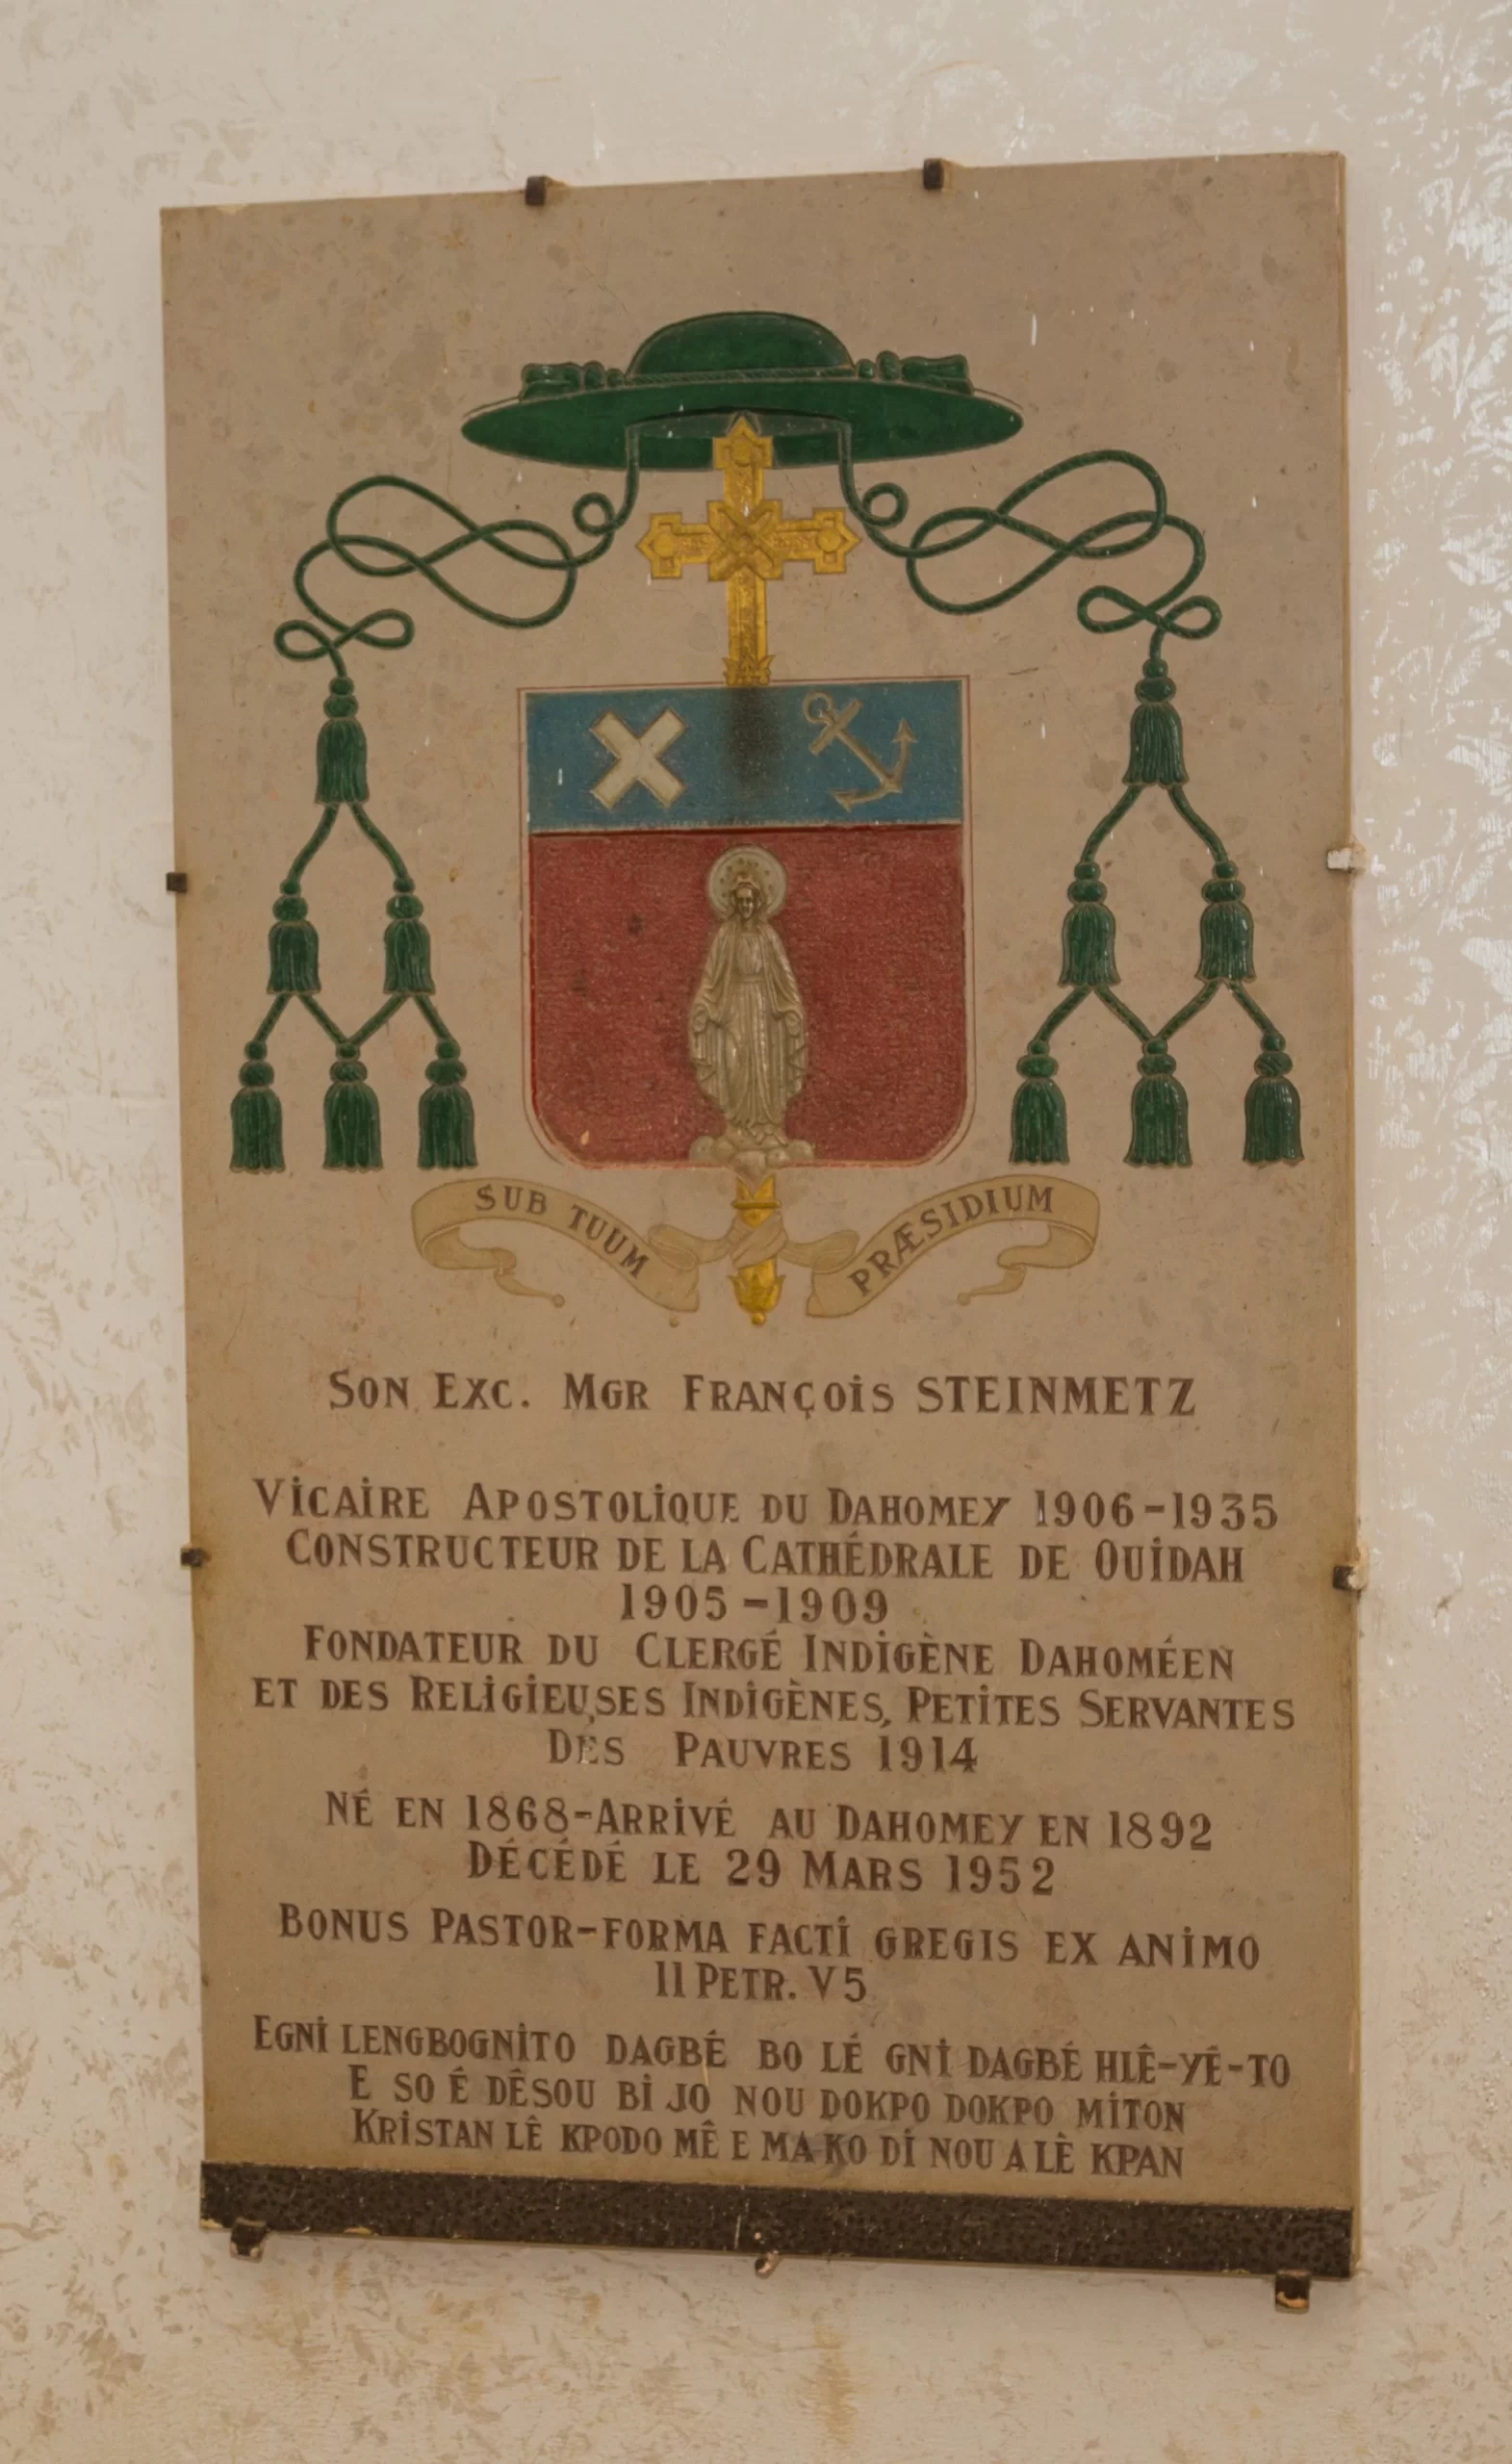 SUB TUUM PRÆSIDIUM
SON EXC. MGR FRANÇOIS STEINMETZ
VICAIRE APOSTOLIQUE DU DAHOMEY 1906-1935
CONSTRUCTEUR DE LA CATHÉDRALE DE OUIDAH
1905-1909
FONDATEUR DU CLERGÉ INDIGÈNE DAHOMÉEN
ET DES RELIGIEUSES INDIGÈNES, PETITES SERVANTES
DES PAUVRES 1914
NÉ EN 1868-ARRIVÉ AU DAHOMEY EN 1892
DÉCÉDÉ LE 29 MARS 1952
BONUS PASTOR-FORMA FACTI GREGIS EX ANIMO
II PETR. V 5
EGNI LENGBOGNITO DAGBÉ BO LÉ GNI DAGBÉ HLÊ-YÊ-TO
E SO É DÊSOU BI JO NOU DOKPO DOKPO MITON
KRISTAN LÊ KPODO MÊ E MA KO DI NOU A LÈ KPAN